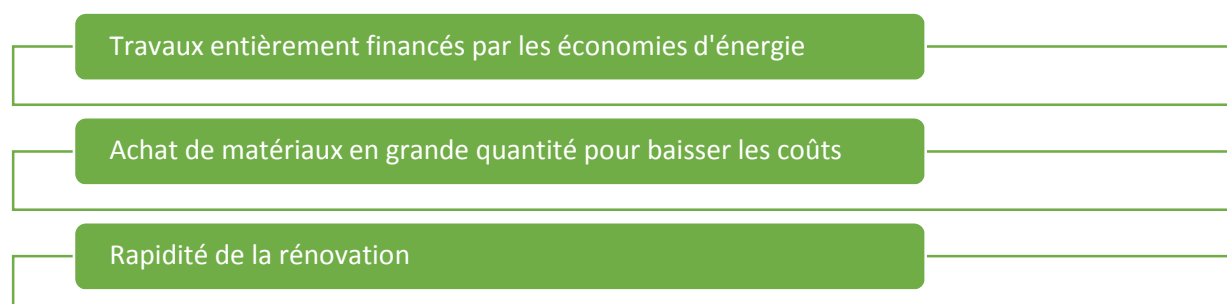 Travaux entièrement financés par les économies d'énergie
Achat de matériaux en grande quantité pour baisser les coûts
Rapidité de la rénovation